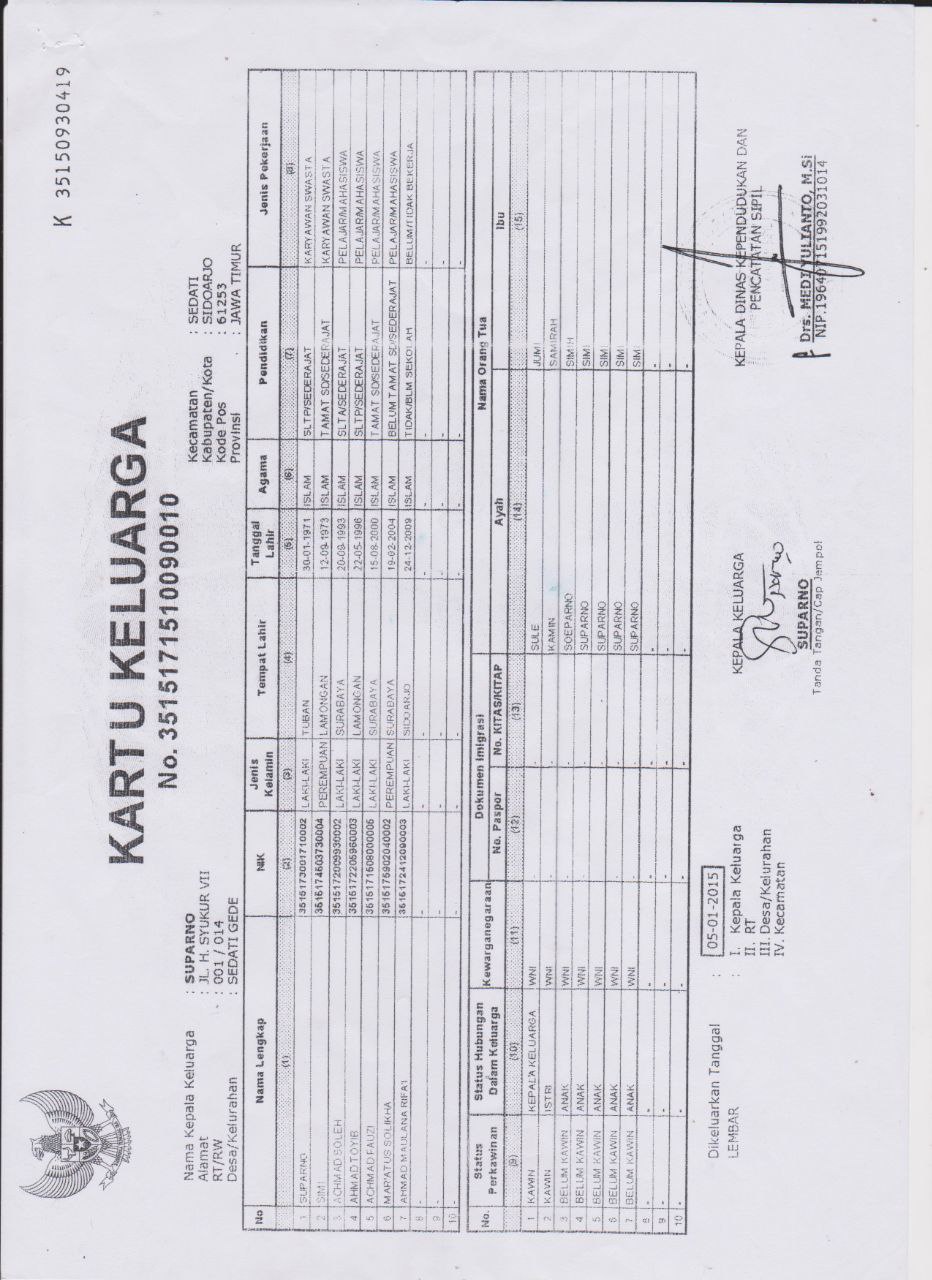 K 35150930419
KARTU KELUARGA
No. 3515171510090010
Nama Kepala Keluarga : SUPARNO
Alamat : JL. H. SYUKUR VII
RT/RW : 001 / 014
Desa/Kelurahan : SEDATI GEDE
Kecamatan : SEDATI
Kabupaten/Kota : SIDOARJO
Kode Pos : 61253
Provinsi : JAWA TIMUR
No Nama Lengkap NIK Jenis Kelamin Tempat Lahir Tanggal Lahir Agama Pendidikan Jenis Pekerjaan
(1) (2) (3) (4) (5) (6) (7) (8)
1 SUPARNO 3515173001710002 LAKI-LAKI TUBAN 30-01-1971 ISLAM SLTP/SEDERAJAT KARYAWAN SWASTA
2 SIMI 3515174503730004 PEREMPUAN LAMONGAN 12-09-1973 ISLAM TAMAT SD/SEDERAJAT KARYAWAN SWASTA
3 ACHMAD SOLEH 3515172009930002 LAKI-LAKI SURABAYA 20-09-1993 ISLAM SLTA/SEDERAJAT PELAJAR/MAHASISWA
4 AHMAD TOYIB 3515172205960003 LAKI-LAKI LAMONGAN 22-05-1996 ISLAM SLTP/SEDERAJAT PELAJAR/MAHASISWA
5 ACHMAD FAUZI 3515171508000005 LAKI-LAKI SURABAYA 15-08-2000 ISLAM TAMAT SD/SEDERAJAT PELAJAR/MAHASISWA
6 MAR'ATUS SOLIKHA 3515175902040002 PEREMPUAN SURABAYA 19-02-2004 ISLAM BELUM TAMAT SD/SEDERAJAT PELAJAR/MAHASISWA
7 AHMAD MAULANA RIFA'I 3515172412090003 LAKI-LAKI SIDOARJO 24-12-2009 ISLAM TIDAK/BLM SEKOLAH BELUM/TIDAK BEKERJA
8 - - - - - - - -
9 - - - - - - - -
10 - - - - - - - -
No. Status Perkawinan Status Hubungan Dalam Keluarga Kewarganegaraan Dokumen Imigrasi Nama Orang Tua
No. Paspor No. KITAS/KITAP Ayah Ibu
(9) (10) (11) (12) (13) (14) (15)
1 KAWIN KEPALA KELUARGA WNI - - SULE JUMI
2 KAWIN ISTRI WNI - - KAMIN SAMIRAH
3 BELUM KAWIN ANAK WNI - - SOEPARNO SIMIH
4 BELUM KAWIN ANAK WNI - - SUPARNO SIMI
5 BELUM KAWIN ANAK WNI - - SUPARNO SIMI
6 BELUM KAWIN ANAK WNI - - SUPARNO SIMI
7 BELUM KAWIN ANAK WNI - - SUPARNO SIMI
8 - - - - - - -
9 - - - - - - -
10 - - - - - - -
Dikeluarkan Tanggal : 05-01-2015
LEMBAR : I. Kepala Keluarga
II. RT
III. Desa/Kelurahan
IV. Kecamatan
KEPALA KELUARGA
SUPARNO
Tanda Tangan/Cap Jempol
KEPALA DINAS KEPENDUDUKAN DAN
PENCATATAN SIPIL
Drs. MEDI YULIANTO, M.Si
NIP.196407151992031014